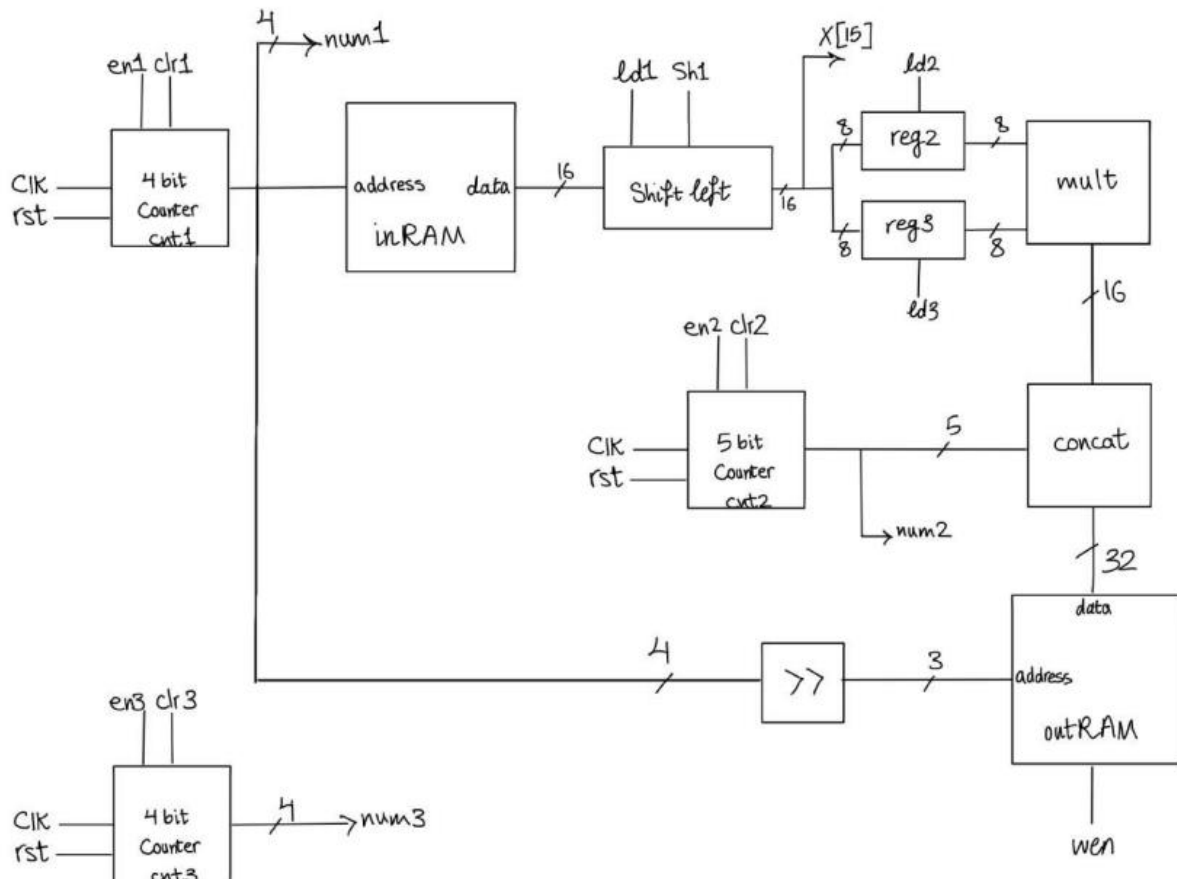 4
num1
X[15]
en1 clr1
ld1 Sh1
ld2
Clk
rst
4 bit
Counter
cnt1
address data
inRAM
16
Shift left
16
8
reg2
8
8
reg3
8
ld3
mult
16
en2 clr2
Clk
rst
5 bit
Counter
cnt2
5
num2
concat
32
data
address
outRAM
wen
4
>>
3
en3 clr3
Clk
rst
4 bit
Counter
cnt3
4
num3